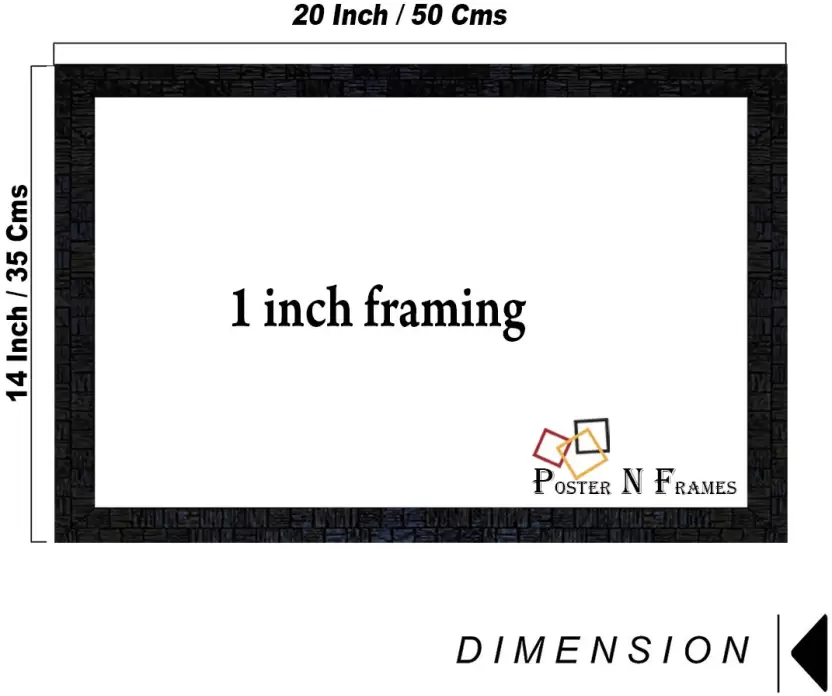 20 Inch / 50 Cms
14 Inch / 35 Cms
1 inch framing
Poster N Frames
DIMENSION